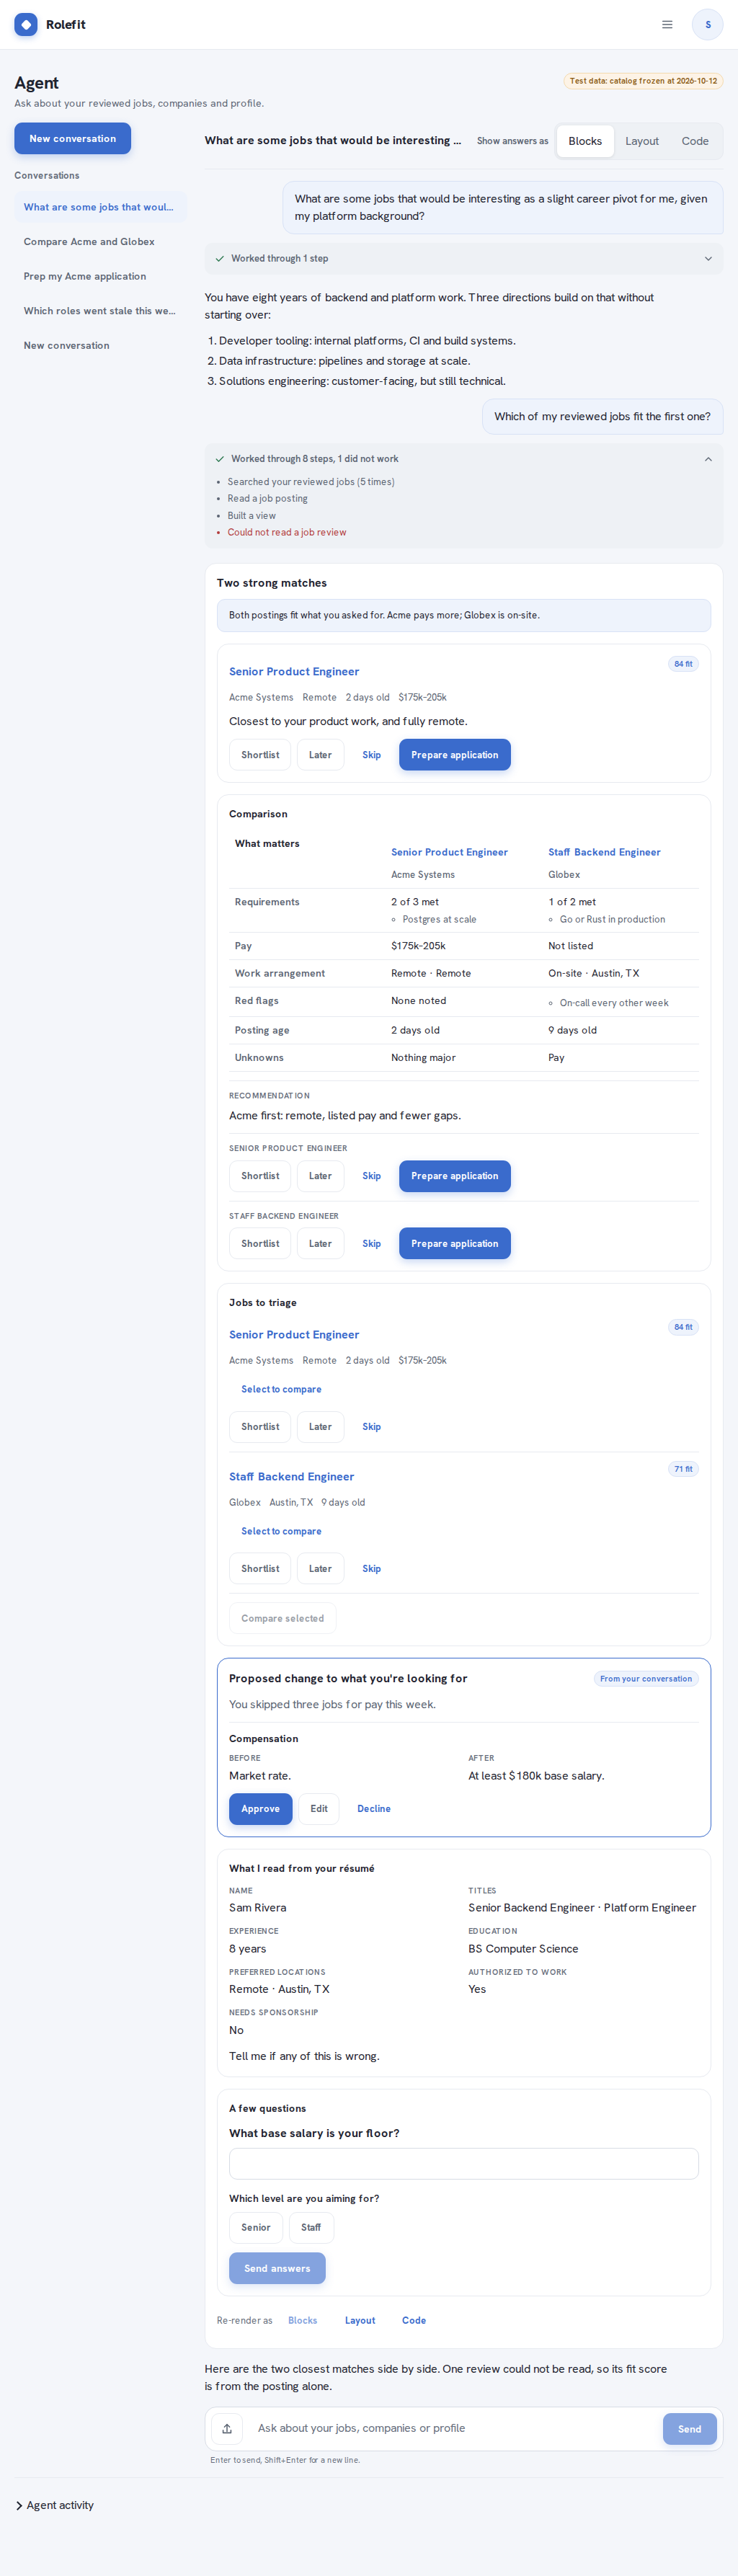 Rolefit
S
Agent
Test data: catalog frozen at 2026-10-12
Ask about your reviewed jobs, companies and profile.
New conversation
Conversations
What are some jobs that woul...
Compare Acme and Globex
Prep my Acme application
Which roles went stale this we...
New conversation
What are some jobs that would be interesting ...
Show answers as
Blocks
Layout
Code
What are some jobs that would be interesting as a slight career pivot for me, given
my platform background?
Worked through 1 step
You have eight years of backend and platform work. Three directions build on that without
starting over:
1. Developer tooling: internal platforms, CI and build systems.
2. Data infrastructure: pipelines and storage at scale.
3. Solutions engineering: customer-facing, but still technical.
Which of my reviewed jobs fit the first one?
Worked through 8 steps, 1 did not work
• Searched your reviewed jobs (5 times)
• Read a job posting
• Built a view
• Could not read a job review
Two strong matches
Both postings fit what you asked for. Acme pays more; Globex is on-site.
Senior Product Engineer
84 fit
Acme Systems Remote 2 days old $175k–205k
Closest to your product work, and fully remote.
Shortlist Later Skip Prepare application
Comparison
What matters Senior Product Engineer Staff Backend Engineer
Acme Systems Globex
Requirements 2 of 3 met 1 of 2 met
Postgres at scale Go or Rust in production
Pay $175k–205k Not listed
Work arrangement Remote · Remote On-site · Austin, TX
Red flags None noted On-call every other week
Posting age 2 days old 9 days old
Unknowns Nothing major Pay
RECOMMENDATION
Acme first: remote, listed pay and fewer gaps.
SENIOR PRODUCT ENGINEER
Shortlist Later Skip Prepare application
STAFF BACKEND ENGINEER
Shortlist Later Skip Prepare application
Jobs to triage
Senior Product Engineer
84 fit
Acme Systems Remote 2 days old $175k–205k
Select to compare
Shortlist Later Skip
Staff Backend Engineer
71 fit
Globex Austin, TX 9 days old
Select to compare
Shortlist Later Skip
Compare selected
Proposed change to what you're looking for
From your conversation
You skipped three jobs for pay this week.
Compensation
BEFORE AFTER
Market rate. At least $180k base salary.
Approve Edit Decline
What I read from your résumé
NAME TITLES
Sam Rivera Senior Backend Engineer · Platform Engineer
EXPERIENCE EDUCATION
8 years BS Computer Science
PREFERRED LOCATIONS AUTHORIZED TO WORK
Remote · Austin, TX Yes
NEEDS SPONSORSHIP
No
Tell me if any of this is wrong.
A few questions
What base salary is your floor?
Which level are you aiming for?
Senior Staff
Send answers
Re-render as Blocks Layout Code
Here are the two closest matches side by side. One review could not be read, so its fit score
is from the posting alone.
Ask about your jobs, companies or profile
Send
Enter to send, Shift+Enter for a new line.
Agent activity